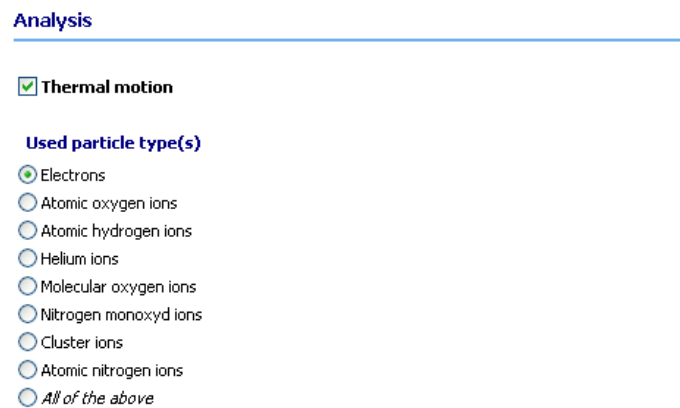 Analysis
Thermal motion
Used particle type(s)
Electrons
Atomic oxygen ions
Atomic hydrogen ions
Helium ions
Molecular oxygen ions
Nitrogen monoxyd ions
Cluster ions
Atomic nitrogen ions
All of the above